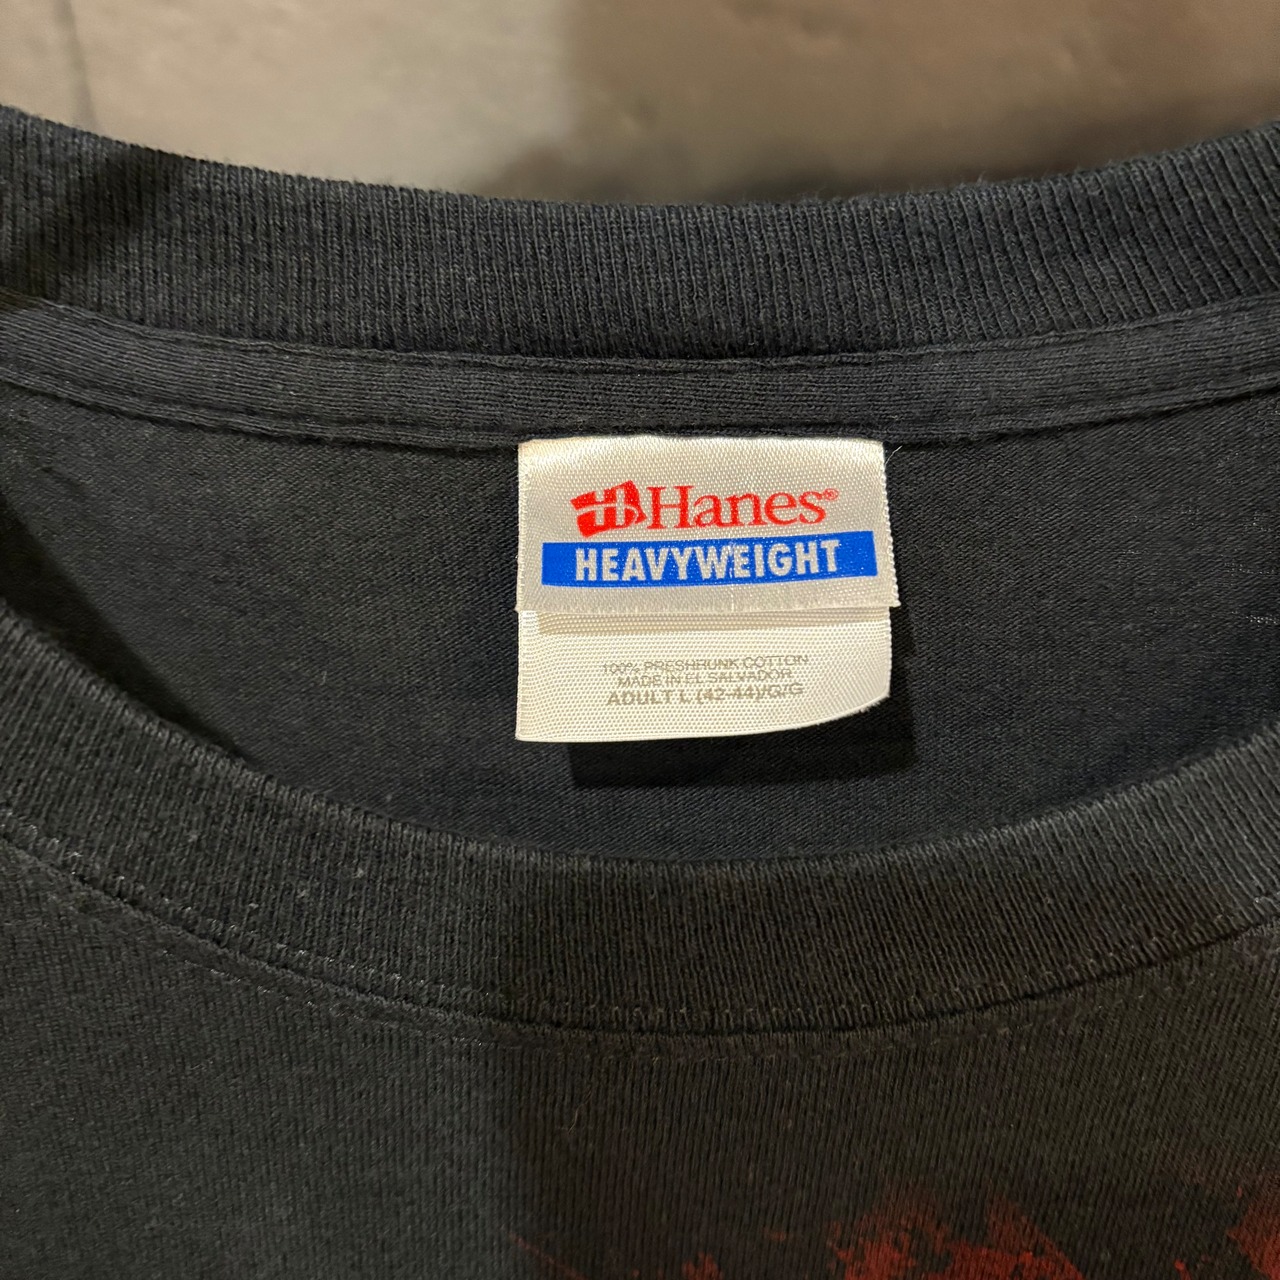 Hanes®
HEAVYWEIGHT
100% PRESHRUNK COTTON
MADE IN EL SALVADOR
ADULT L (42-44)/G/G